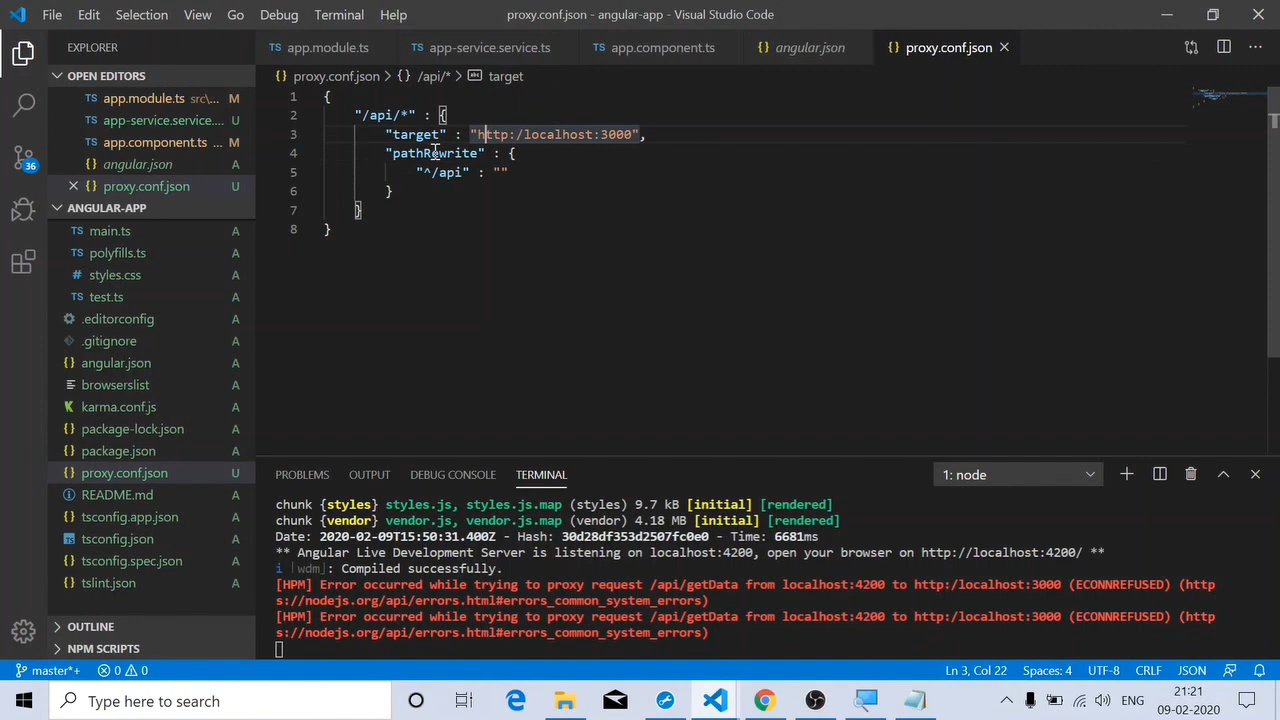 File Edit Selection View Go Debug Terminal Help proxy.conf.json - angular-app - Visual Studio Code
EXPLORER
TS app.module.ts TS app-service.service.ts TS app.component.ts {} angular.json {} proxy.conf.json
OPEN EDITORS
TS app.module.ts src\... M
TS app-service.service.... U
TS app.component.ts M
{} angular.json U
{} proxy.conf.json U
ANGULAR-APP
TS main.ts A
TS polyfills.ts A
# styles.css A
TS test.ts A
.editorconfig A
.gitignore A
{} angular.json A
browserslist A
karma.conf.js A
{} package-lock.json A
{} package.json A
{} proxy.conf.json U
README.md A
{} tsconfig.app.json A
tsconfig.json A
{} tsconfig.spec.json A
tslint.json A
OUTLINE
NPM SCRIPTS
36
{} proxy.conf.json > {} /api/* > abc target
1 {
2 "/api/*" : {
3 "target" : "http:/localhost:3000",
4 "pathRewrite" : {
5 "^/api" : ""
6 }
7 }
8 }
PROBLEMS OUTPUT DEBUG CONSOLE TERMINAL 1: node
chunk {styles} styles.js, styles.js.map (styles) 9.7 kB [initial] [rendered]
chunk {vendor} vendor.js, vendor.js.map (vendor) 4.18 MB [initial] [rendered]
Date: 2020-02-09T15:50:31.400Z - Hash: 30d28df353d2507fc0e0 - Time: 6681ms
** Angular Live Development Server is listening on localhost:4200, open your browser on http://localhost:4200/ **
i ｢wdm｣: Compiled successfully.
[HPM] Error occurred while trying to proxy request /api/getData from localhost:4200 to http:/localhost:3000 (ECONNREFUSED) (http
s://nodejs.org/api/errors.html#errors_common_system_errors)
[HPM] Error occurred while trying to proxy request /api/getData from localhost:4200 to http:/localhost:3000 (ECONNREFUSED) (http
s://nodejs.org/api/errors.html#errors_common_system_errors)
master*+ 0 0 Ln 3, Col 22 Spaces: 4 UTF-8 CRLF JSON
Type here to search
ENG
21:21
09-02-2020